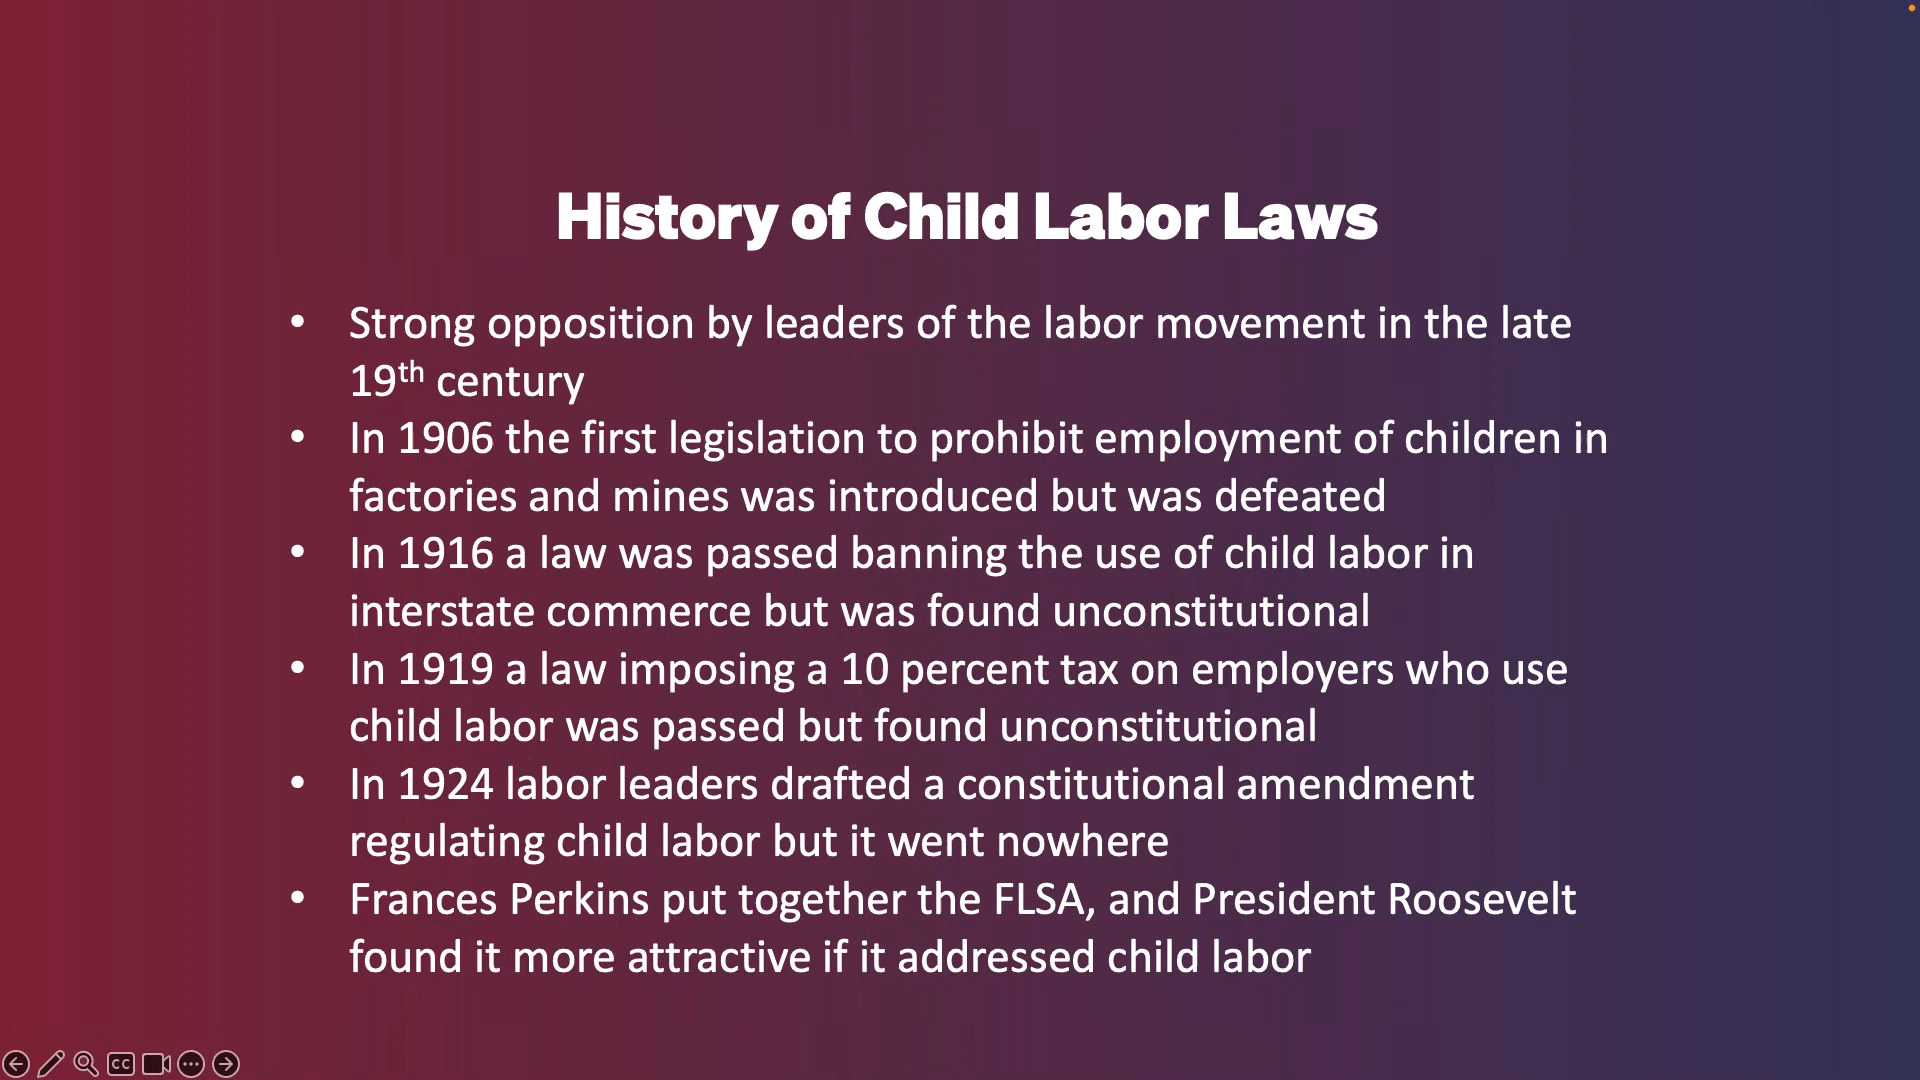 History of Child Labor Laws
• Strong opposition by leaders of the labor movement in the late
19th century
• In 1906 the first legislation to prohibit employment of children in
factories and mines was introduced but was defeated
• In 1916 a law was passed banning the use of child labor in
interstate commerce but was found unconstitutional
• In 1919 a law imposing a 10 percent tax on employers who use
child labor was passed but found unconstitutional
• In 1924 labor leaders drafted a constitutional amendment
regulating child labor but it went nowhere
• Frances Perkins put together the FLSA, and President Roosevelt
found it more attractive if it addressed child labor
CC